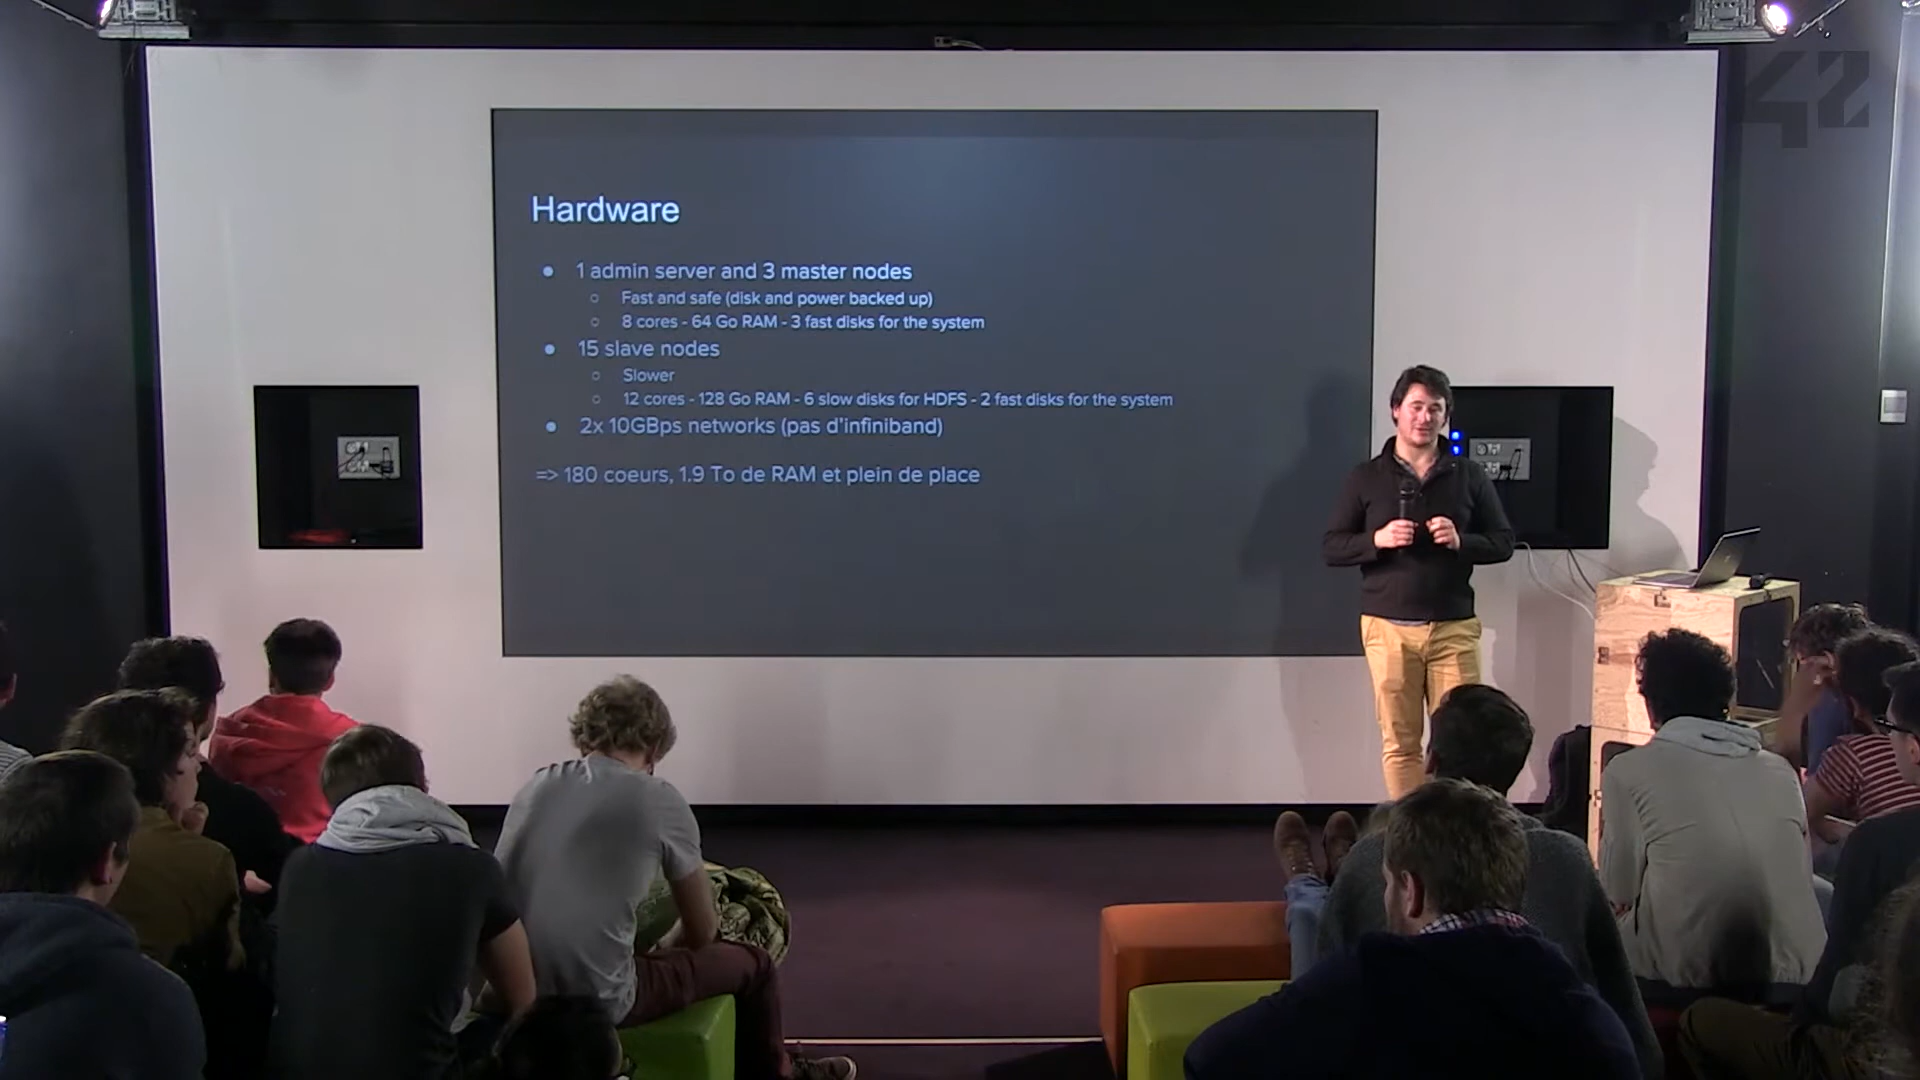 42
Hardware
● 1 admin server and 3 master nodes
○ Fast and safe (disk and power backed up)
○ 8 cores - 64 Go RAM - 3 fast disks for the system
● 15 slave nodes
○ Slower
○ 12 cores - 128 Go RAM - 6 slow disks for HDFS - 2 fast disks for the system
● 2x 10GBps networks (pas d'infiniband)
=> 180 coeurs, 1.9 To de RAM et plein de place